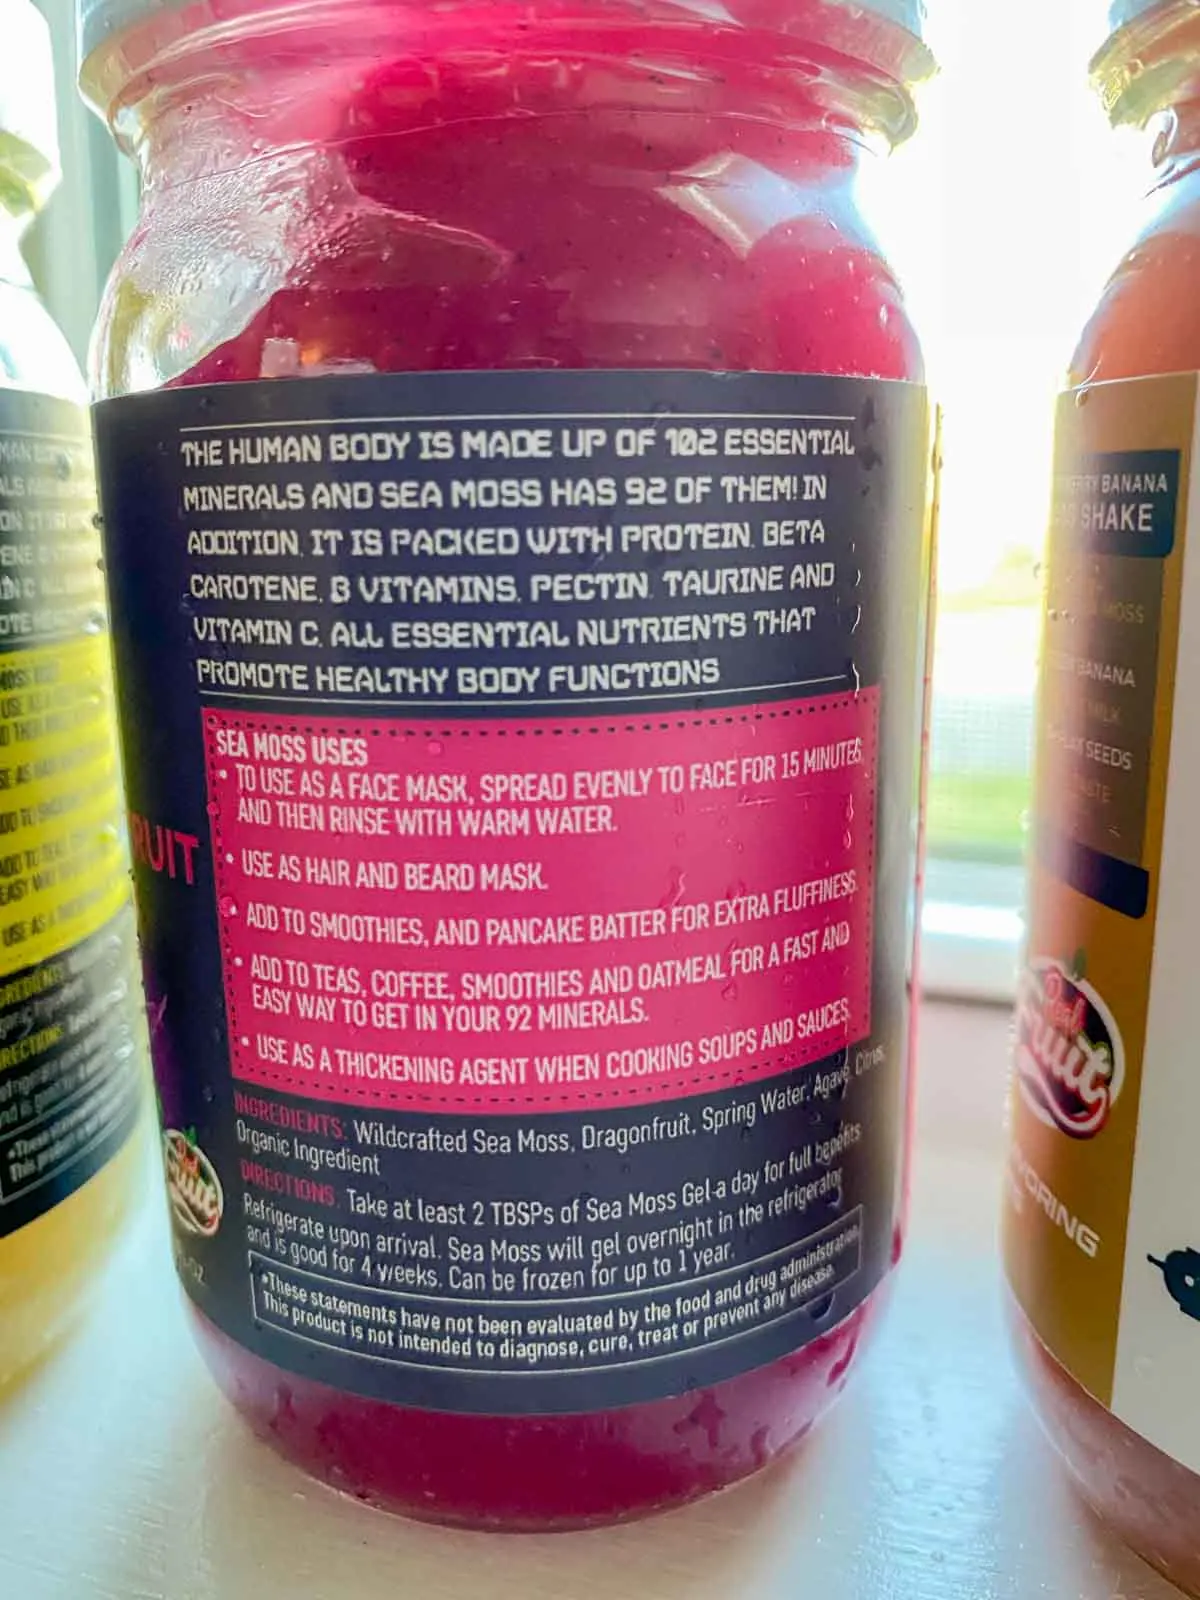 THE HUMAN BODY IS MADE UP OF 102 ESSENTIAL
MINERALS AND SEA MOSS HAS 92 OF THEM! IN
ADDITION, IT IS PACKED WITH PROTEIN, BETA
CAROTENE, B VITAMINS, PECTIN, TAURINE AND
VITAMIN C, ALL ESSENTIAL NUTRIENTS THAT
PROMOTE HEALTHY BODY FUNCTIONS
SEA MOSS USES
• TO USE AS A FACE MASK, SPREAD EVENLY TO FACE FOR 15 MINUTES
AND THEN RINSE WITH WARM WATER.
• USE AS HAIR AND BEARD MASK.
• ADD TO SMOOTHIES, AND PANCAKE BATTER FOR EXTRA FLUFFINESS.
• ADD TO TEAS, COFFEE, SMOOTHIES AND OATMEAL FOR A FAST AND
EASY WAY TO GET IN YOUR 92 MINERALS.
• USE AS A THICKENING AGENT WHEN COOKING SOUPS AND SAUCES.
INGREDIENTS: Wildcrafted Sea Moss, Dragonfruit, Spring Water, Agave, Citrus,
Organic Ingredient
DIRECTIONS: Take at least 2 TBSPs of Sea Moss Gel a day for full benefits
Refrigerate upon arrival. Sea Moss will gel overnight in the refrigerator
and is good for 4 weeks. Can be frozen for up to 1 year.
*These statements have not been evaluated by the food and drug administration.
This product is not intended to diagnose, cure, treat or prevent any disease.
RUIT
Fruit
BANANA
SHAKE
MOSS
BANANA
SEEDS
Fruit